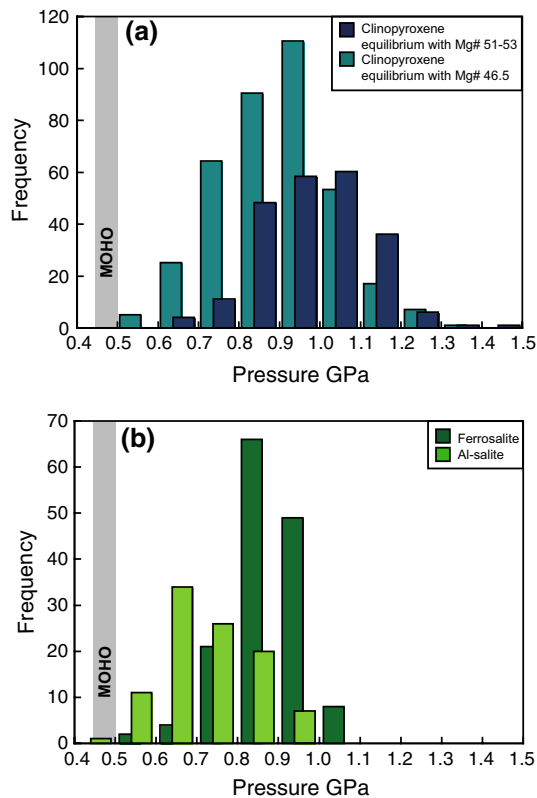 120
(a)
Clinopyroxene
equilibrium with Mg# 51-53
Clinopyroxene
equilibrium with Mg# 46.5
100
80
60
40
20
0
Frequency
MOHO
0.4 0.5 0.6 0.7 0.8 0.9 1.0 1.1 1.2 1.3 1.4 1.5
Pressure GPa
70
(b)
Ferrosalite
Al-salite
60
50
40
30
20
10
0
Frequency
MOHO
0.4 0.5 0.6 0.7 0.8 0.9 1.0 1.1 1.2 1.3 1.4 1.5
Pressure GPa